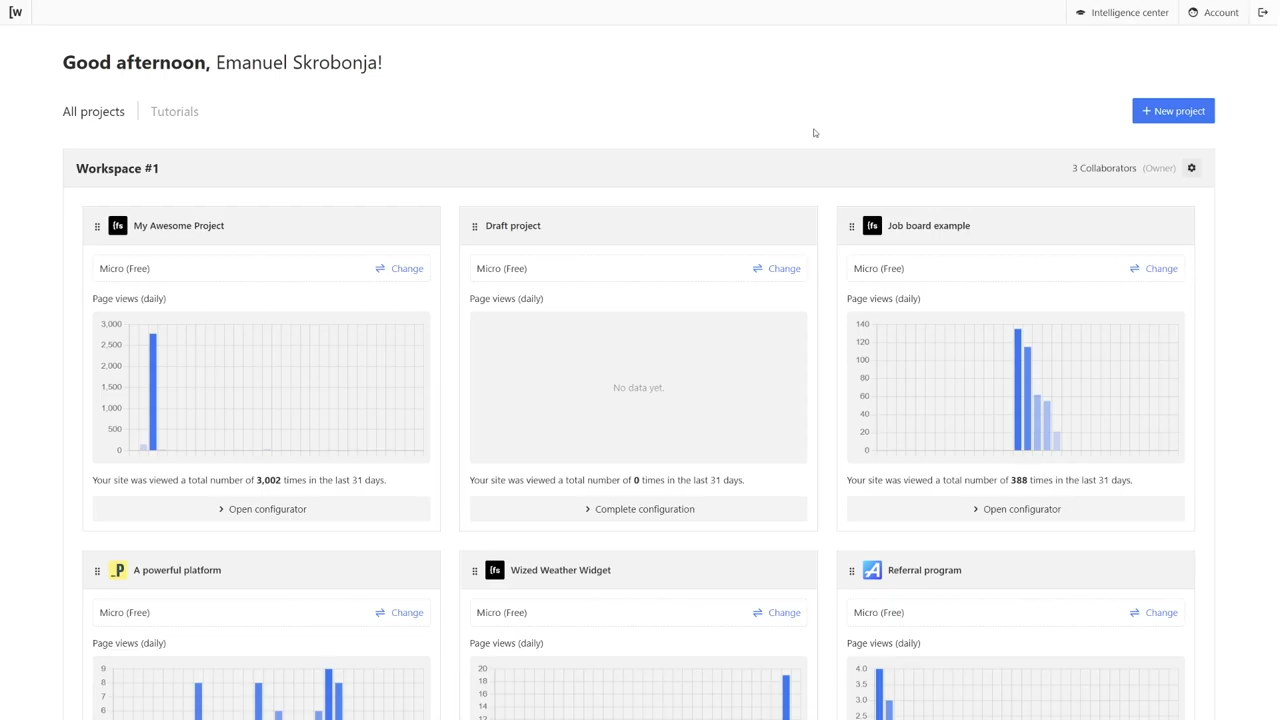 [w
Intelligence center
Account
Good afternoon, Emanuel Skrobonja!
All projects
Tutorials
+ New project
Workspace #1
3 Collaborators (Owner)
{fs My Awesome Project
Micro (Free)
Change
Page views (daily)
3,000
2,500
2,000
1,500
1,000
500
0
Your site was viewed a total number of 3,002 times in the last 31 days.
Open configurator
Draft project
Micro (Free)
Change
Page views (daily)
No data yet.
Your site was viewed a total number of 0 times in the last 31 days.
Complete configuration
{fs Job board example
Micro (Free)
Change
Page views (daily)
140
120
100
80
60
40
20
0
Your site was viewed a total number of 388 times in the last 31 days.
Open configurator
_P A powerful platform
Micro (Free)
Change
Page views (daily)
9
8
7
6
{fs Wized Weather Widget
Micro (Free)
Change
Page views (daily)
20
18
16
14
12
A Referral program
Micro (Free)
Change
Page views (daily)
4.0
3.5
3.0
2.5